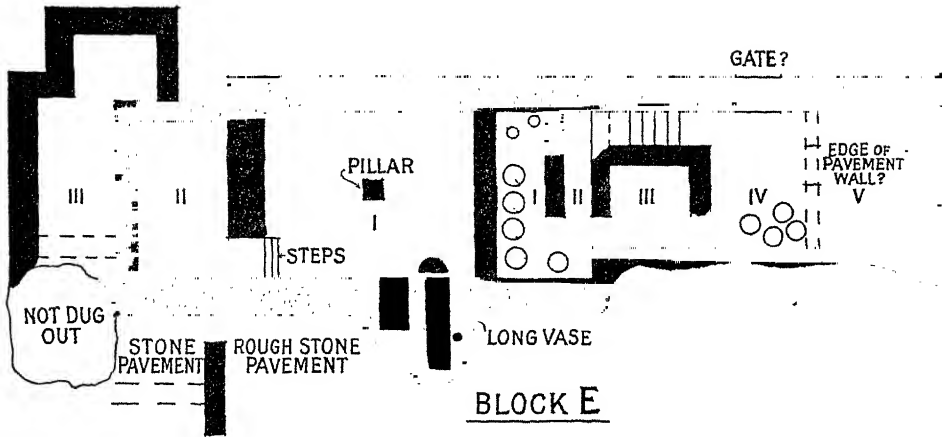 GATE?
PILLAR
EDGE OF
PAVEMENT
WALL?
III
II
I
I
II
III
IV
V
STEPS
NOT DUG
OUT
STONE
PAVEMENT
ROUGH STONE
PAVEMENT
LONG VASE
BLOCK E